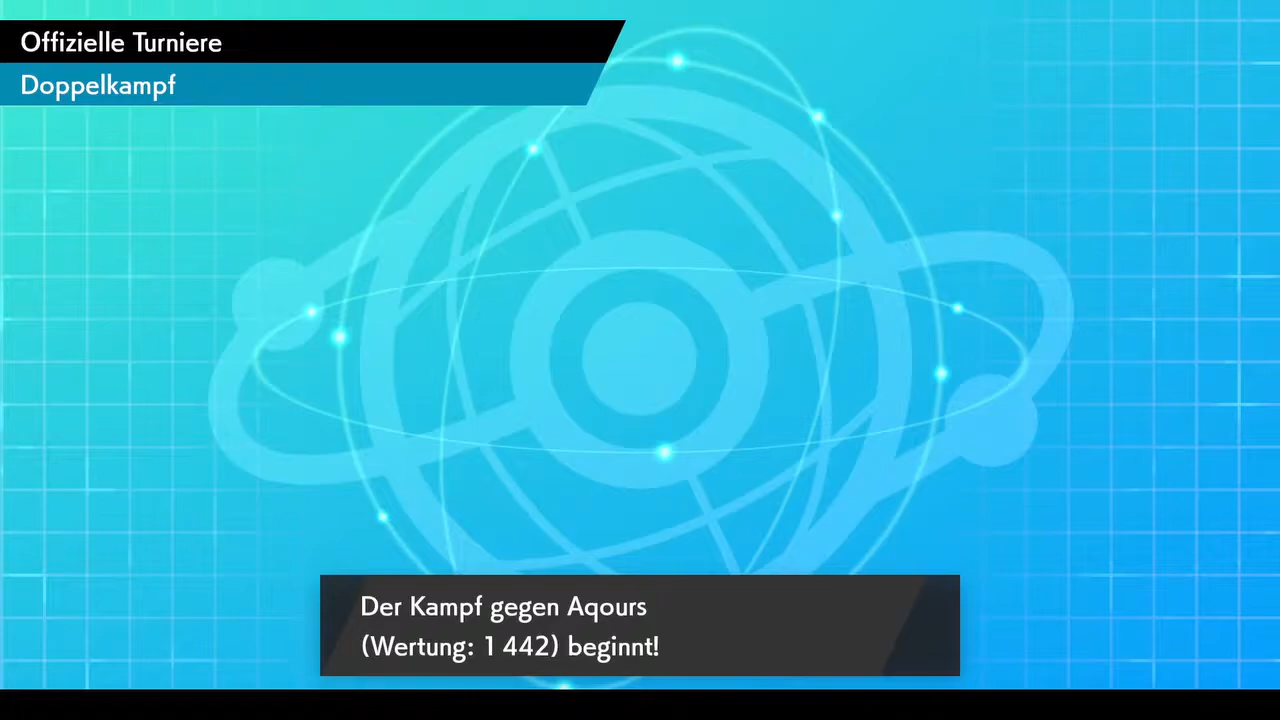 Offizielle Turniere
Doppelkampf
Der Kampf gegen Aqours
(Wertung: 1 442) beginnt!